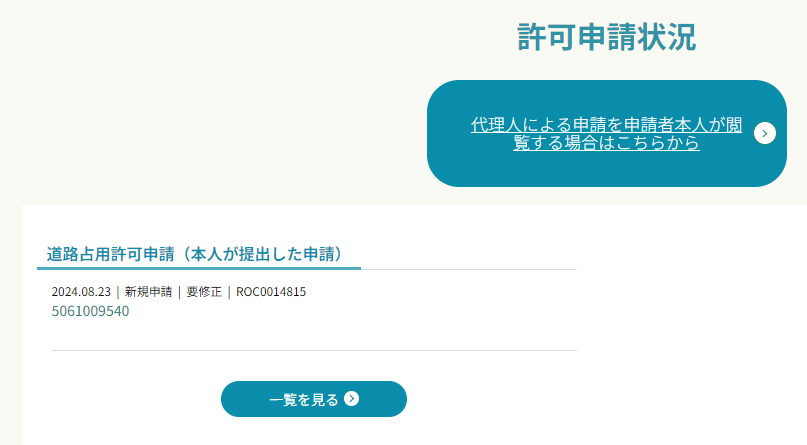 許可申請状況
代理人による申請を申請者本人が閲
覧する場合はこちらから
道路占用許可申請（本人が提出した申請）
2024.08.23 | 新規申請 | 要修正 | ROC0014815
5061009540
一覧を見る